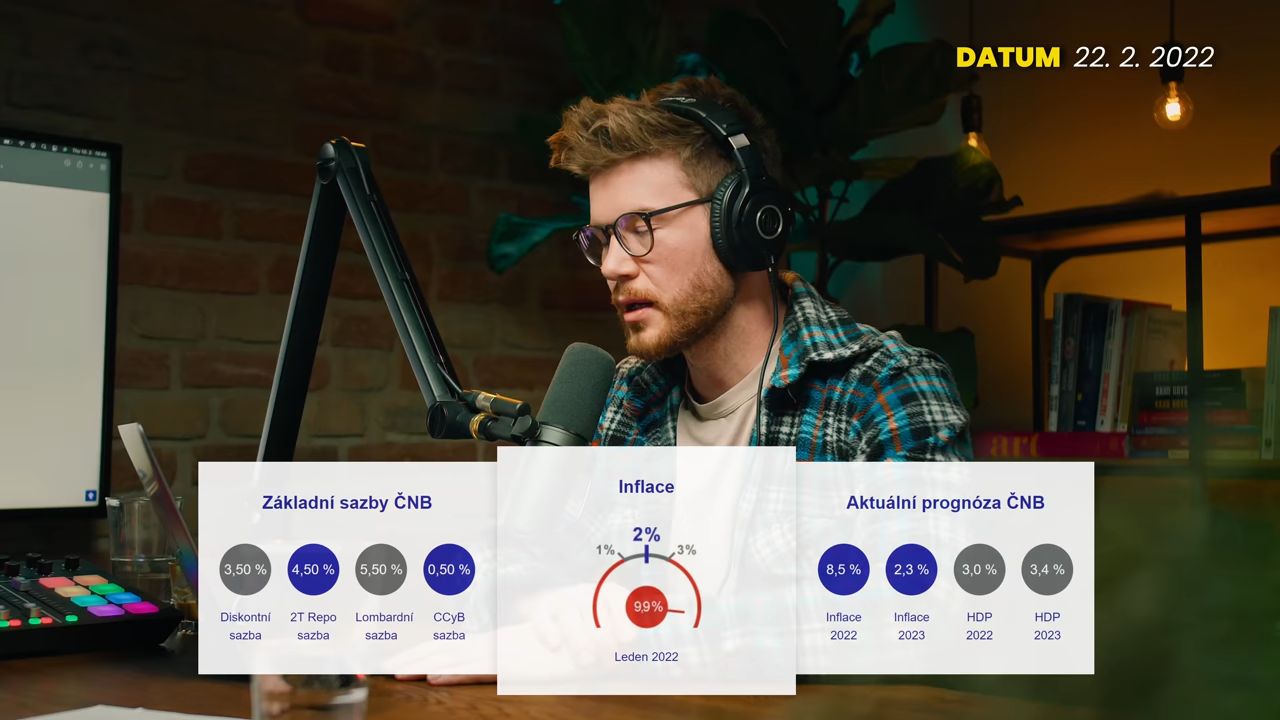 DATUM 22. 2. 2022
Základní sazby ČNB
3,50 % 4,50 % 5,50 % 0,50 %
Diskontní sazba
2T Repo sazba
Lombardní sazba
CCyB sazba
Inflace
1% 2% 3%
9,9%
Leden 2022
Aktuální prognóza ČNB
8,5 % 2,3 % 3,0 % 3,4 %
Inflace 2022
Inflace 2023
HDP 2022
HDP 2023
art